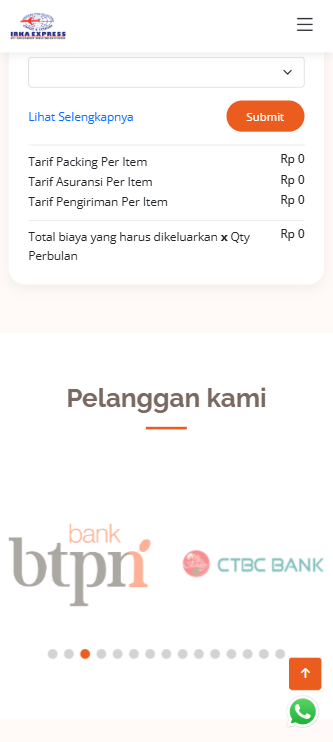 IRKA EXPRESS
Lihat Selengkapnya
Submit
Tarif Packing Per Item
Rp 0
Tarif Asuransi Per Item
Rp 0
Tarif Pengiriman Per Item
Rp 0
Total biaya yang harus dikeluarkan x Qty
Rp 0
Perbulan
Pelanggan kami
bank
btpn
CTBC BANK